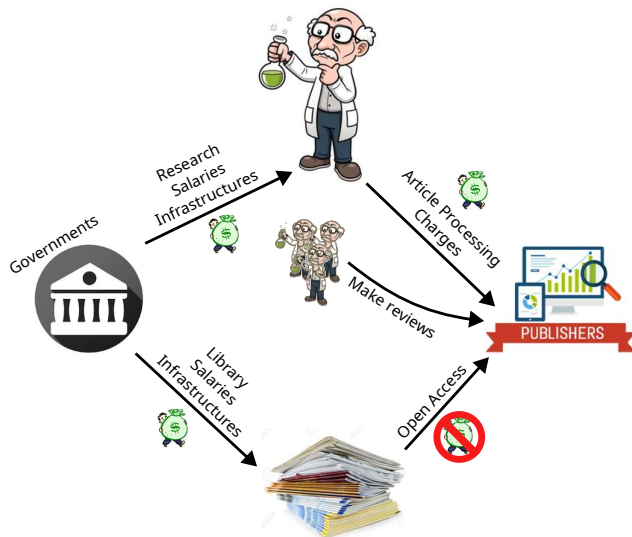 Research
Salaries
Infrastructures
Governments
Article Processing
Charges
Make reviews
PUBLISHERS
Library
Salaries
Infrastructures
Open Access
$
$
$
$